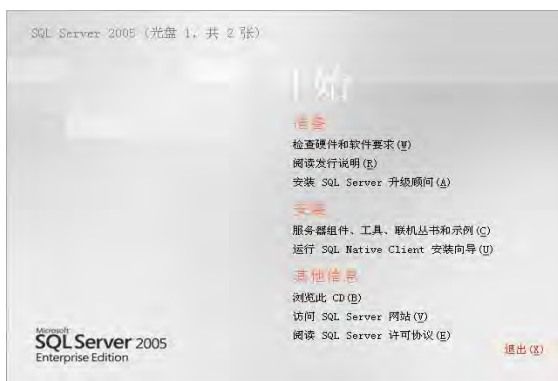 SQL Server 2005 (光盘 1，共 2 张)
开始
准备
检查硬件和软件要求(W)
阅读发行说明(R)
安装 SQL Server 升级顾问(A)
安装
服务器组件、工具、联机丛书和示例(C)
运行 SQL Native Client 安装向导(U)
其他信息
浏览此 CD(B)
访问 SQL Server 网站(V)
阅读 SQL Server 许可协议(E)
退出(X)
Microsoft
SQL Server 2005
Enterprise Edition